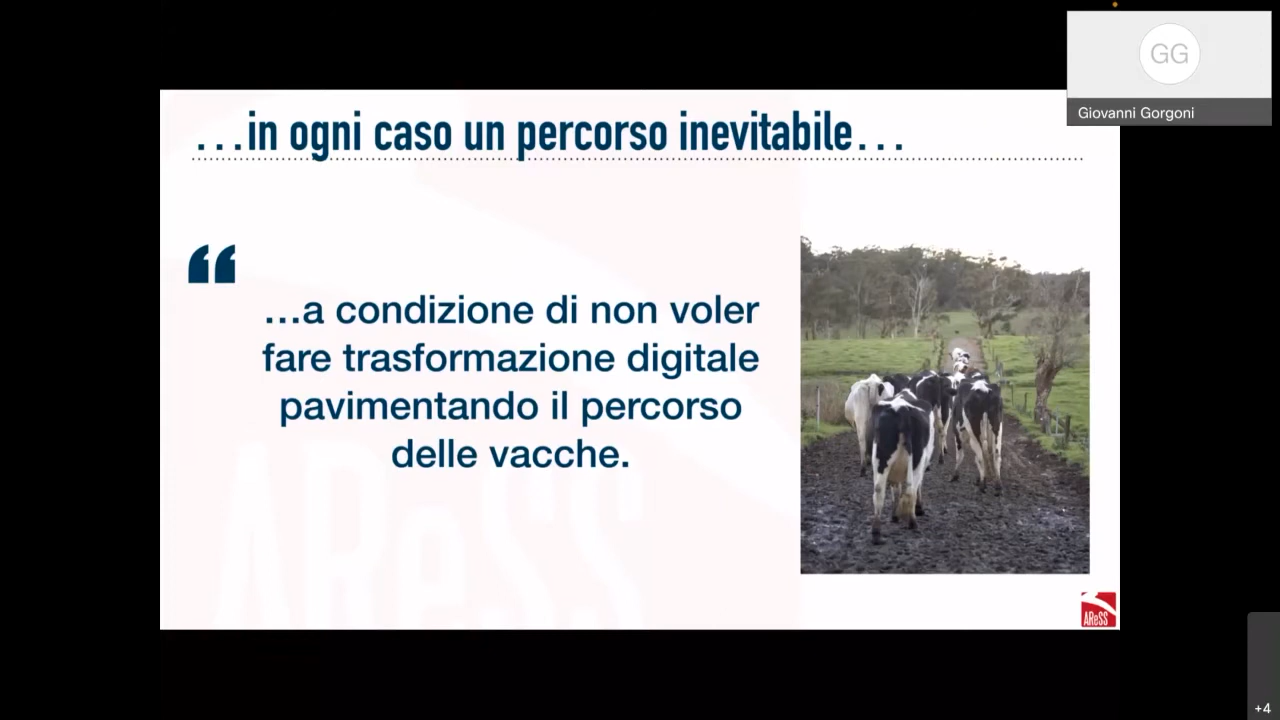 GG
Giovanni Gorgoni
...in ogni caso un percorso inevitabile...
“
...a condizione di non voler
fare trasformazione digitale
pavimentando il percorso
delle vacche.
AReSS
AReSS
+4